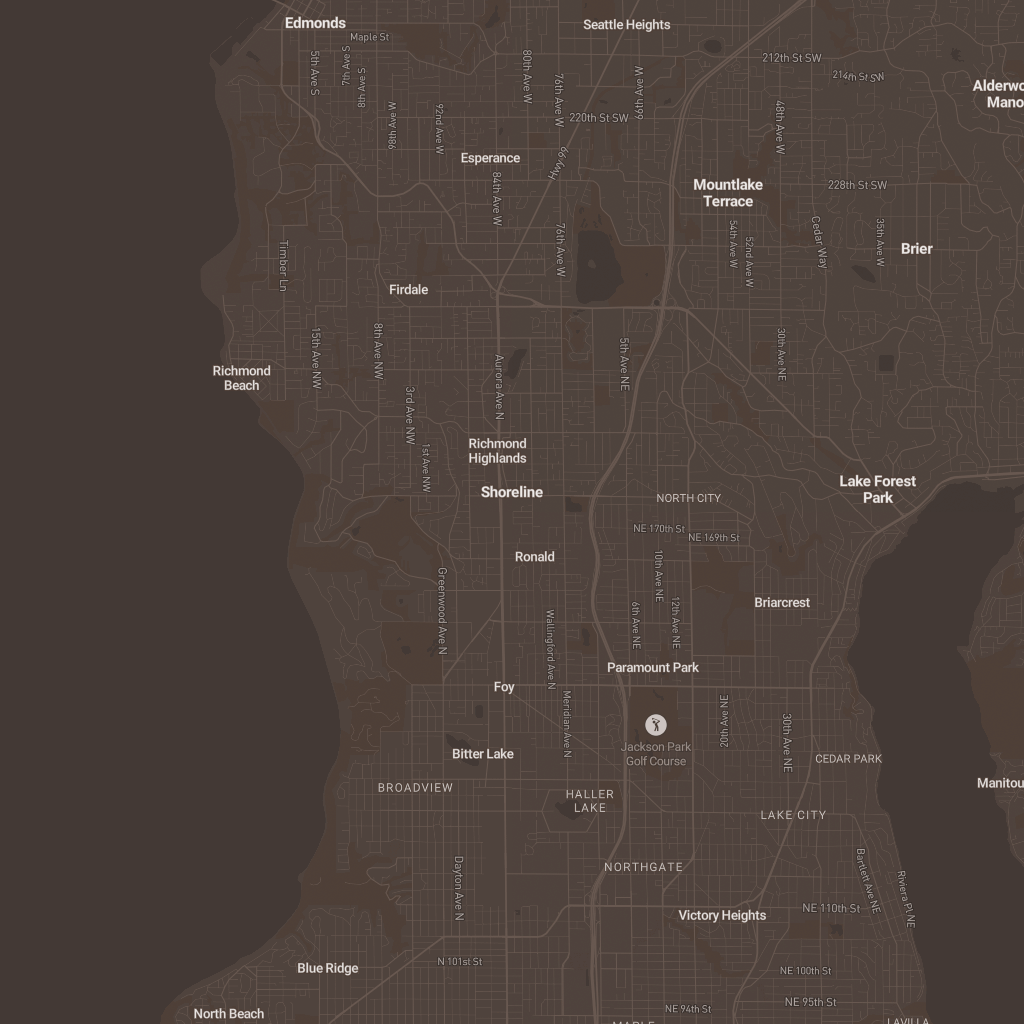 Edmonds
Seattle Heights
Maple St
5th Ave S
7th Ave S
8th Ave S
80th Ave W
76th Ave W
66th Ave W
212th St SW
214th St SW
Alderwo
Mano
98th Ave W
92nd Ave W
220th St SW
48th Ave W
Esperance
Hwy 99
84th Ave W
Mountlake
Terrace
228th St SW
76th Ave W
54th Ave W
52nd Ave W
Cedar Way
35th Ave W
Brier
Timber Ln
Firdale
15th Ave NW
8th Ave NW
Aurora Ave N
5th Ave NE
30th Ave NE
Richmond
Beach
3rd Ave NW
1st Ave NW
Richmond
Highlands
Shoreline
NORTH CITY
Lake Forest
Park
NE 170th St
NE 169th St
Ronald
10th Ave NE
Greenwood Ave N
Wallingford Ave N
6th Ave NE
12th Ave NE
Briarcrest
Paramount Park
Foy
Meridian Ave N
20th Ave NE
30th Ave NE
Jackson Park
Golf Course
Bitter Lake
CEDAR PARK
BROADVIEW
HALLER
LAKE
LAKE CITY
Manitou
NORTHGATE
Dayton Ave N
Bartlett Ave NE
Riviera Pl NE
Victory Heights
NE 110th St
Blue Ridge
N 101st St
NE 100th St
NE 95th St
North Beach
NE 94th St
MAPLE
LAVILLA